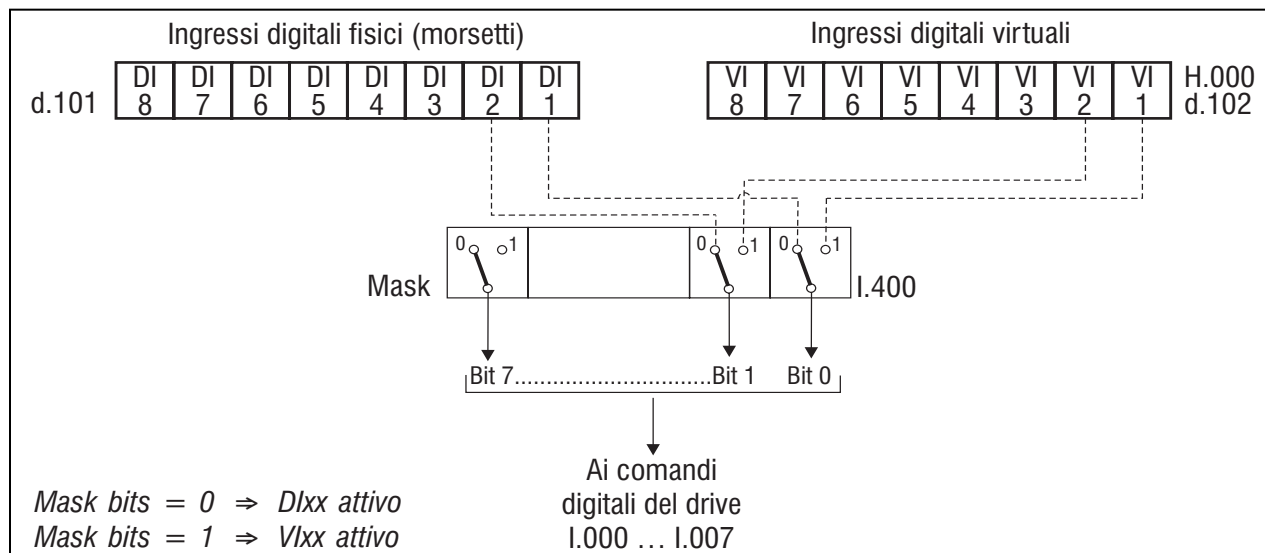 Ingressi digitali fisici (morsetti)
Ingressi digitali virtuali
d.101
DI 8
DI 7
DI 6
DI 5
DI 4
DI 3
DI 2
DI 1
VI 8
VI 7
VI 6
VI 5
VI 4
VI 3
VI 2
VI 1
H.000
d.102
Mask
0 1
0 1
0 1
I.400
Bit 7................................Bit 1 Bit 0
Ai comandi
digitali del drive
I.000 ... I.007
Mask bits = 0 ⇒ DIxx attivo
Mask bits = 1 ⇒ VIxx attivo